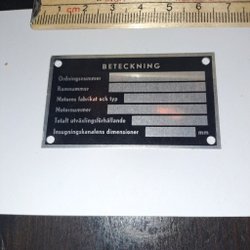 1 2 3 4 5 6 7 8
cm
BETECKNING
Ordningsnummer
Ramnummer
Motorns fabrikat och typ
Motornummer
Totalt utväxlingsförhållande
Insugningskanalens dimensioner mm